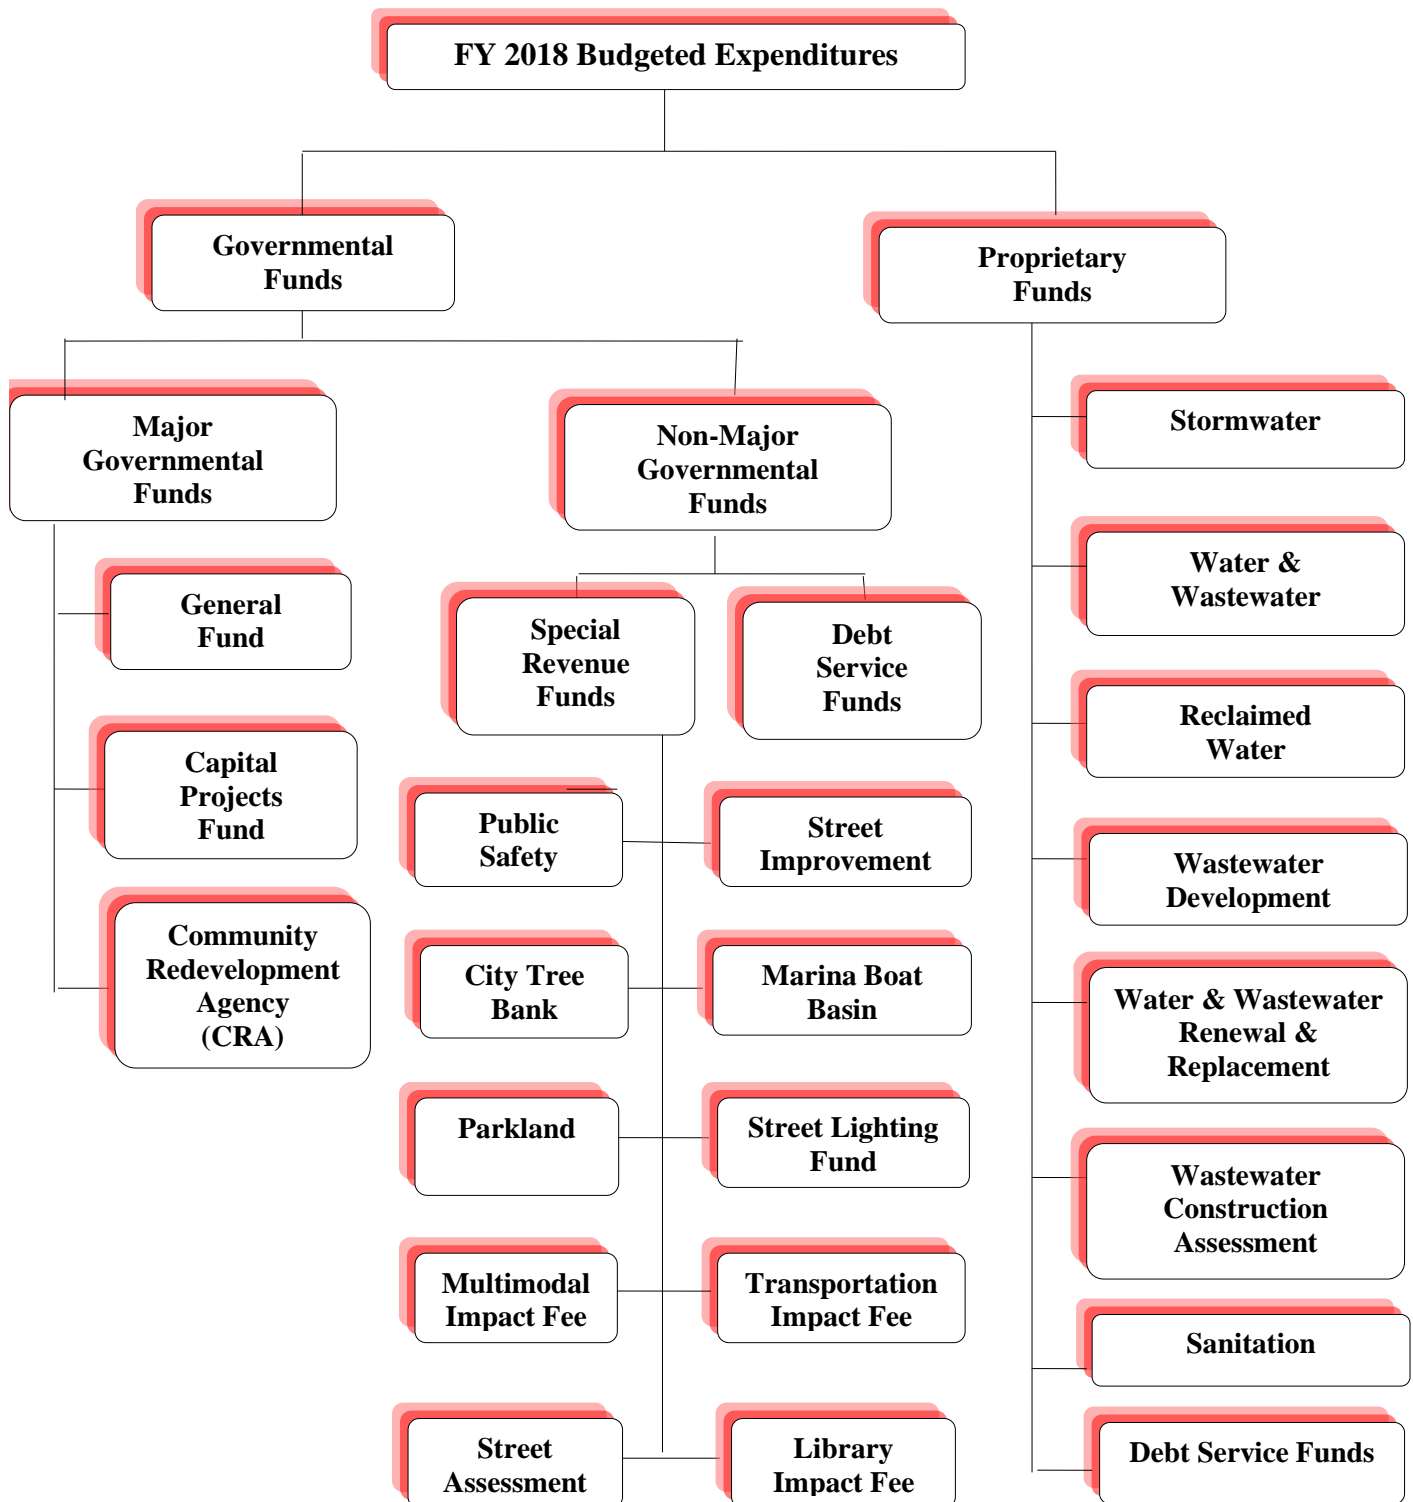 FY 2018 Budgeted Expenditures
Governmental
Funds
Proprietary
Funds
Major
Governmental
Funds
General
Fund
Capital
Projects
Fund
Community
Redevelopment
Agency
(CRA)
Non-Major
Governmental
Funds
Special
Revenue
Funds
Debt
Service
Funds
Public
Safety
Street
Improvement
City Tree
Bank
Marina Boat
Basin
Parkland
Street Lighting
Fund
Multimodal
Impact Fee
Transportation
Impact Fee
Street
Assessment
Library
Impact Fee
Stormwater
Water &
Wastewater
Reclaimed
Water
Wastewater
Development
Water & Wastewater
Renewal &
Replacement
Wastewater
Construction
Assessment
Sanitation
Debt Service Funds